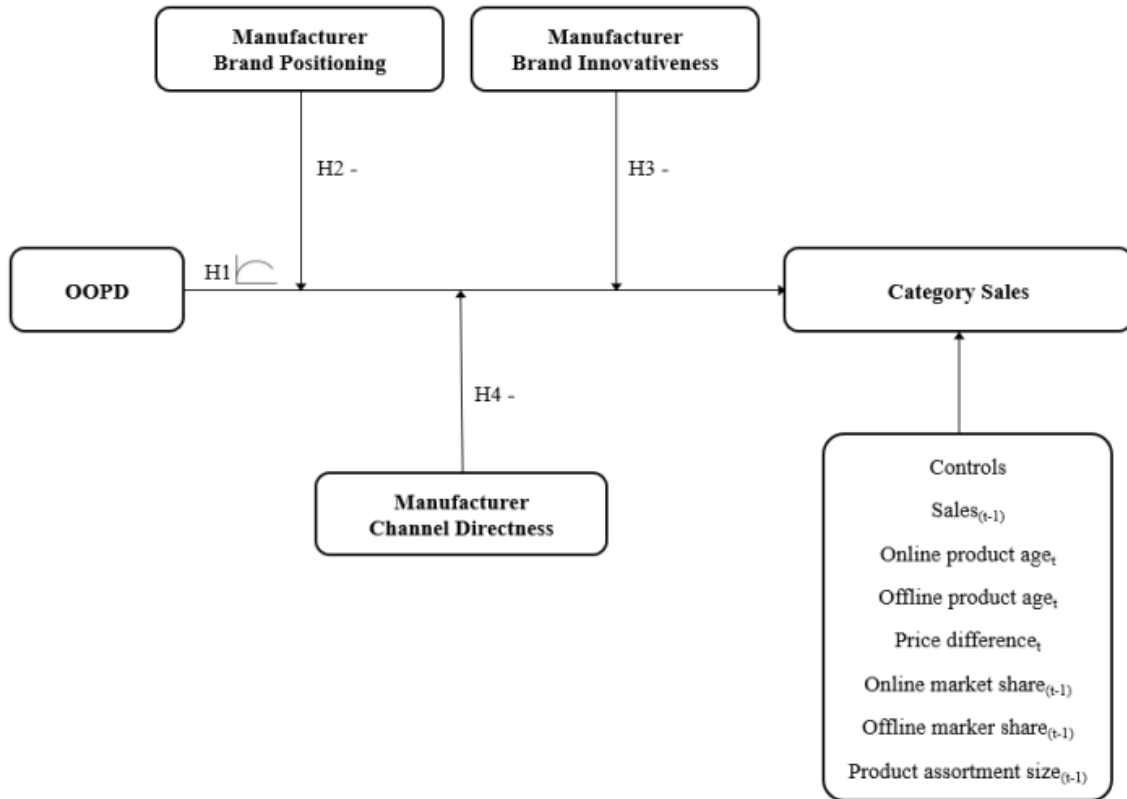 Manufacturer
Brand Positioning
Manufacturer
Brand Innovativeness
H2 -
H3 -
OOPD
H1
Category Sales
H4 -
Manufacturer
Channel Directness
Controls
Sales(t-1)
Online product aget
Offline product aget
Price differencet
Online market share(t-1)
Offline marker share(t-1)
Product assortment size(t-1)